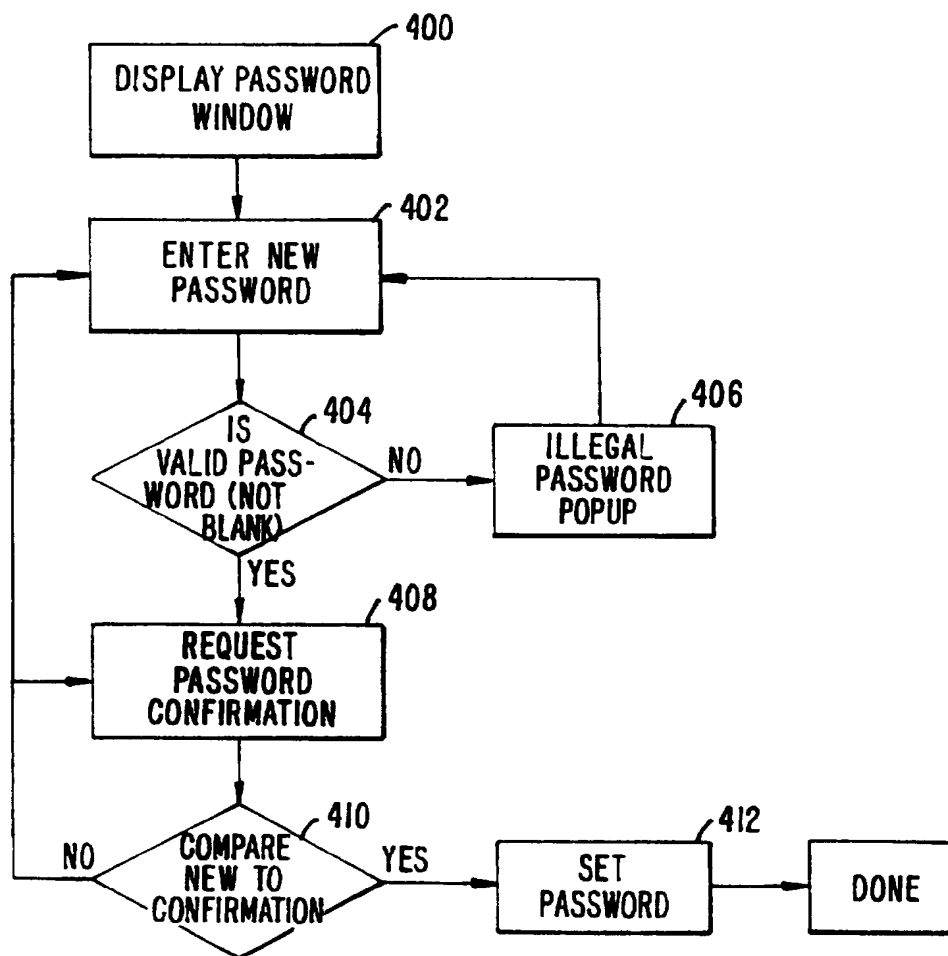 400
DISPLAY PASSWORD
WINDOW
402
ENTER NEW
PASSWORD
404
IS
VALID PASS-
WORD (NOT
BLANK)
NO
406
ILLEGAL
PASSWORD
POPUP
YES
408
REQUEST
PASSWORD
CONFIRMATION
410
NO
COMPARE
NEW TO
CONFIRMATION
YES
412
SET
PASSWORD
DONE